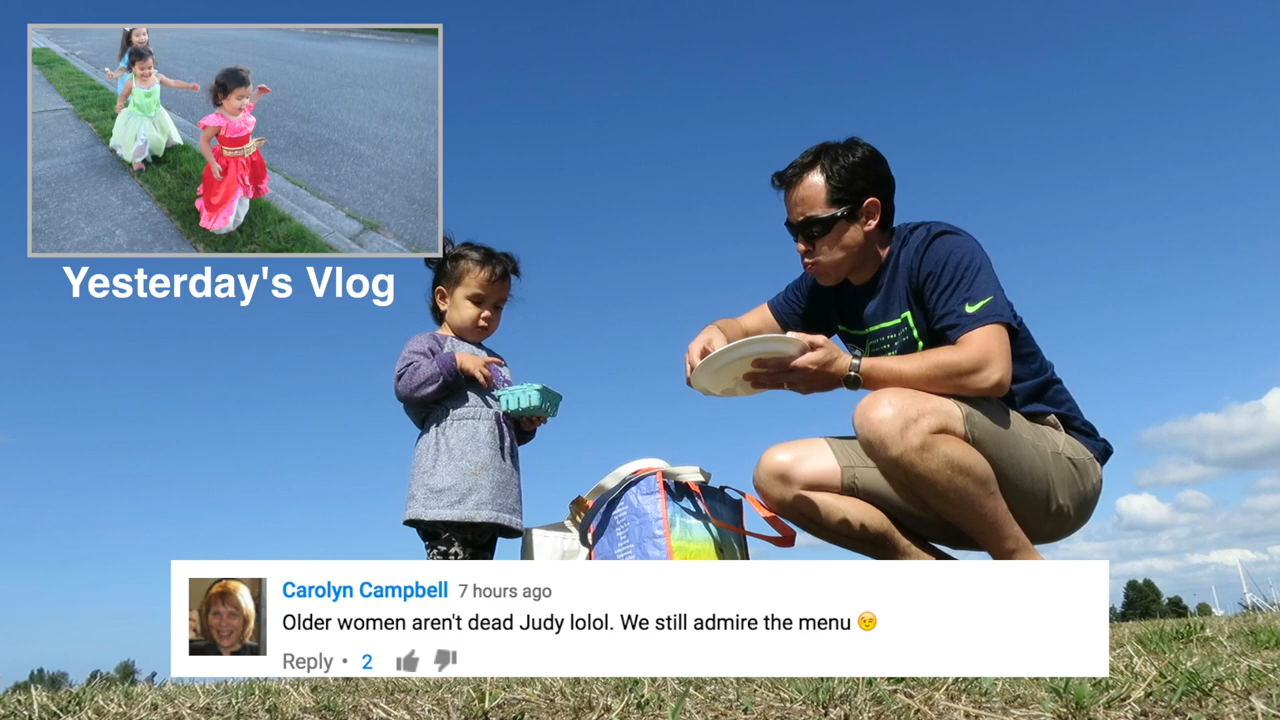 Yesterday's Vlog
Carolyn Campbell 7 hours ago
Older women aren't dead Judy lolol. We still admire the menu 😉
Reply • 2